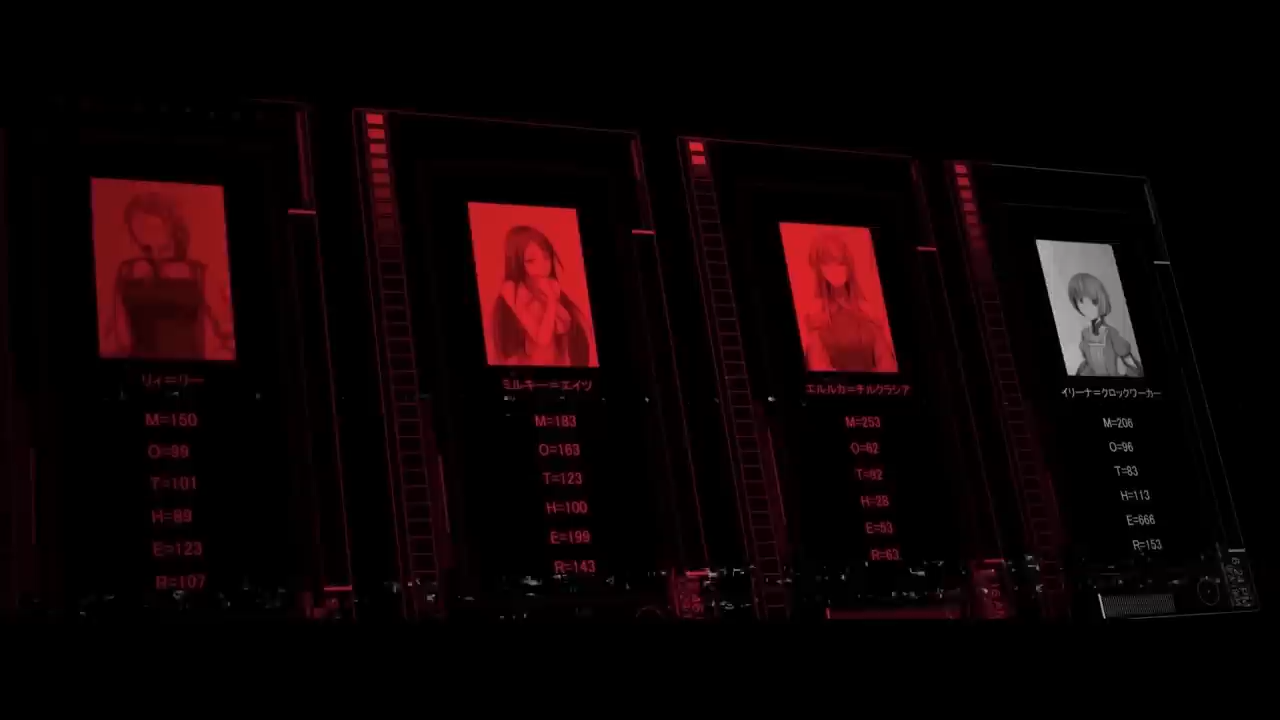 リィ＝リー
M=150
O=99
T=101
H=89
E=123
R=107
ミルキー＝エイツ
M=183
O=163
T=123
H=100
E=199
R=143
エルルカ＝チルクラシア
M=253
O=62
T=82
H=28
E=53
R=63
イリーナ＝クロックワーカー
M=206
O=96
T=83
H=113
E=666
R=153